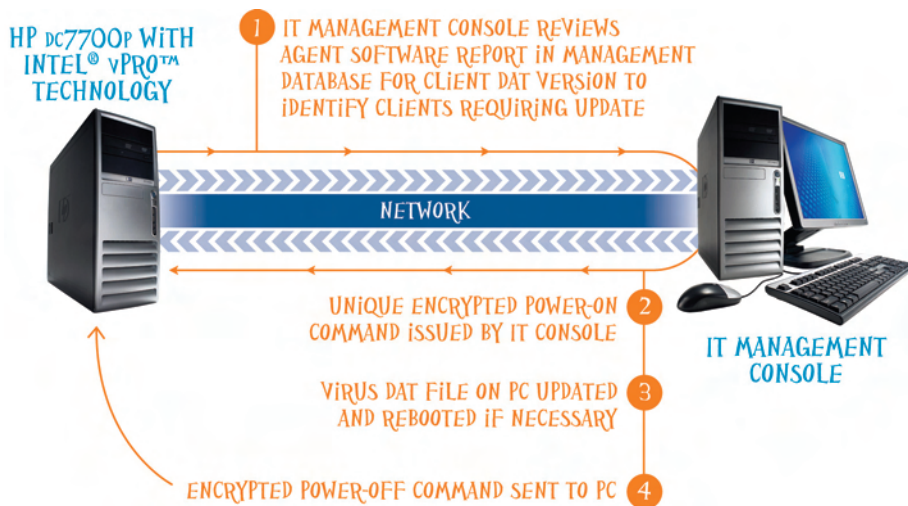 HP DC7700P WITH
INTEL® VPRO™
TECHNOLOGY
1 IT MANAGEMENT CONSOLE REVIEWS
AGENT SOFTWARE REPORT IN MANAGEMENT
DATABASE FOR CLIENT DAT VERSION TO
IDENTIFY CLIENTS REQUIRING UPDATE
NETWORK
2 UNIQUE ENCRYPTED POWER-ON
COMMAND ISSUED BY IT CONSOLE
IT MANAGEMENT
CONSOLE
3 VIRUS DAT FILE ON PC UPDATED
AND REBOOTED IF NECESSARY
4 ENCRYPTED POWER-OFF COMMAND SENT TO PC